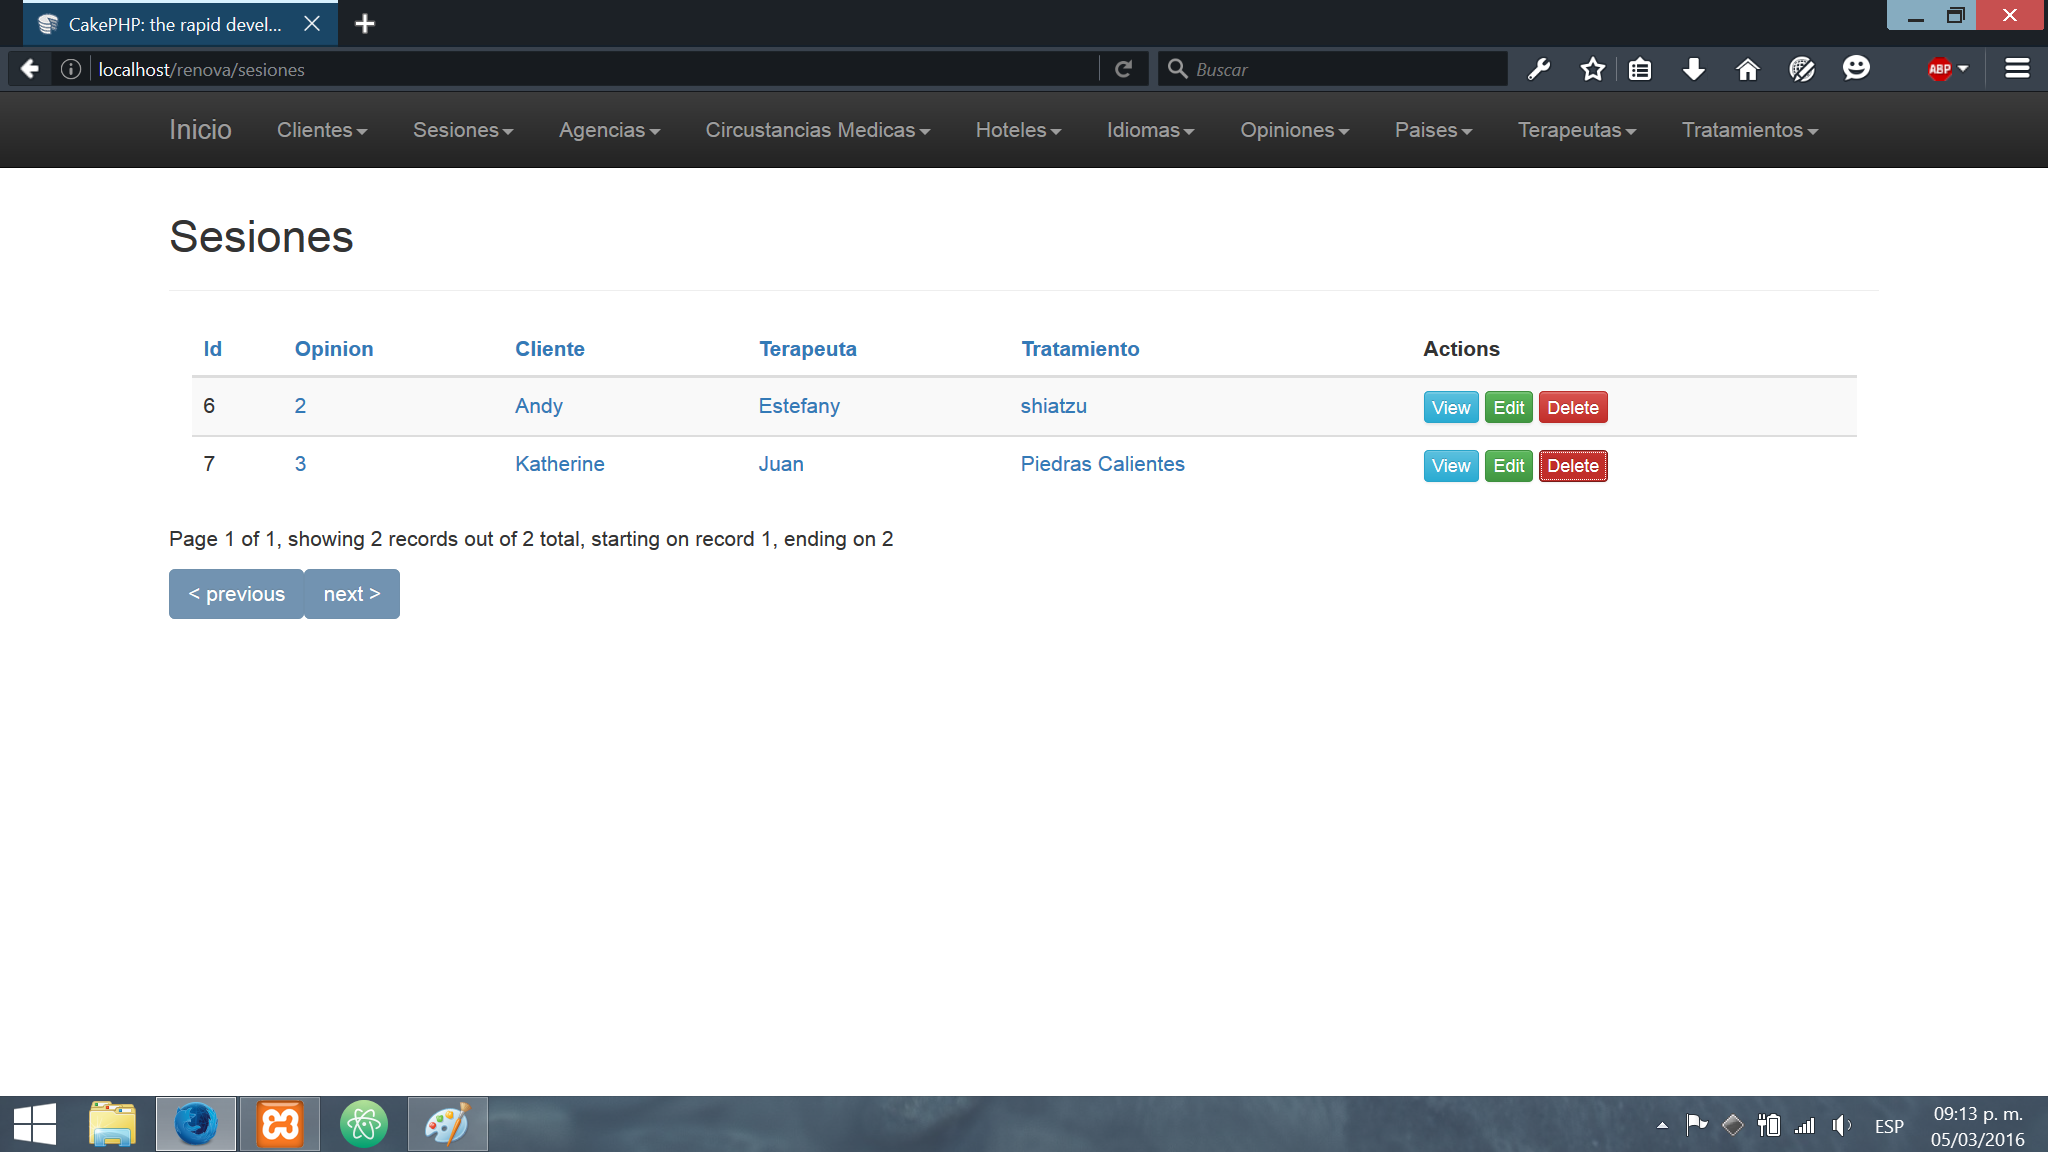 CakePHP: the rapid devel...
localhost/renova/sesiones
Buscar
ABP
Inicio Clientes Sesiones Agencias Circustancias Medicas Hoteles Idiomas Opiniones Paises Terapeutas Tratamientos
Sesiones
Id Opinion Cliente Terapeuta Tratamiento Actions
6 2 Andy Estefany shiatzu View Edit Delete
7 3 Katherine Juan Piedras Calientes View Edit Delete
Page 1 of 1, showing 2 records out of 2 total, starting on record 1, ending on 2
< previous next >
ESP
09:13 p. m.
05/03/2016